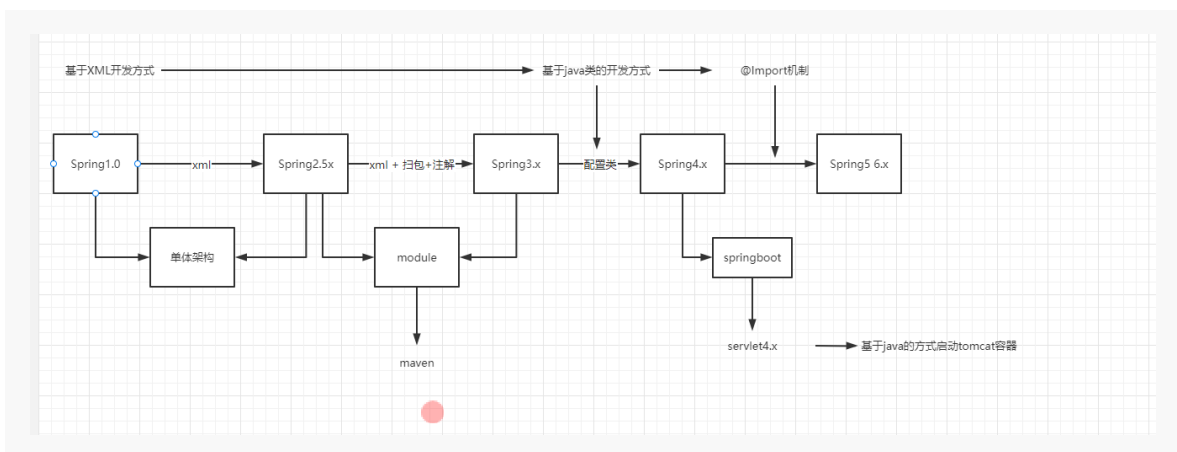 基于XML开发方式
基于java类的开发方式
@Import机制
Spring1.0
xml
Spring2.5x
xml + 扫包+注解
Spring3.x
配置类
Spring4.x
Spring5 6.x
单体架构
module
springboot
servlet4.x
基于java的方式启动tomcat容器
maven